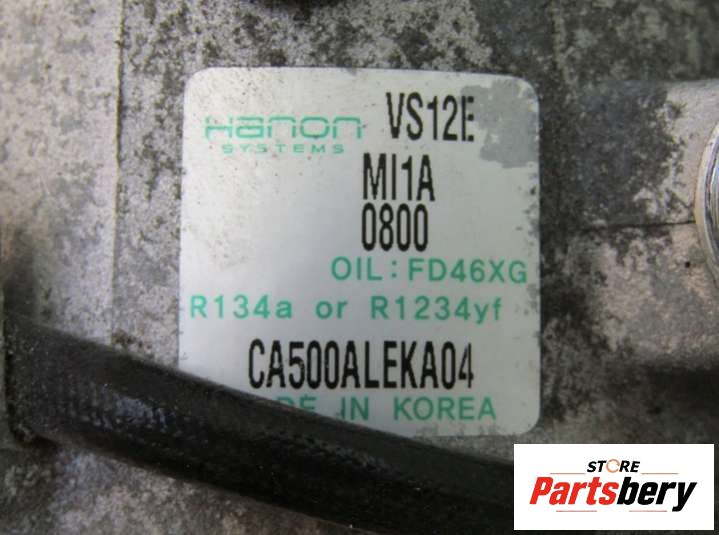 Hanon VS12E
SYSTEMS
MI1A
0800
OIL: FD46XG
R134a or R1234yf
CA500ALEKA04
IN KOREA
STORE
Partsbery